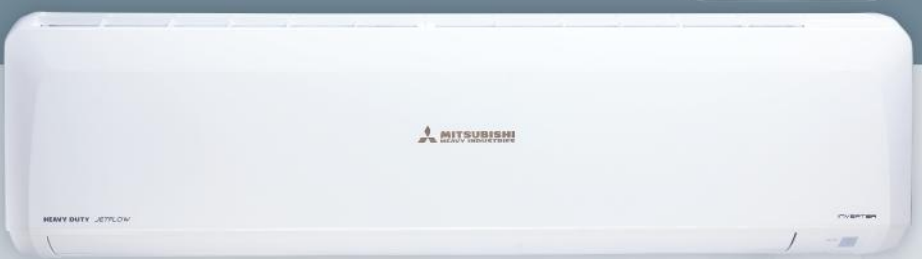 MITSUBISHI
HEAVY INDUSTRIES
HEAVY DUTY JETFLOW
INVERTER